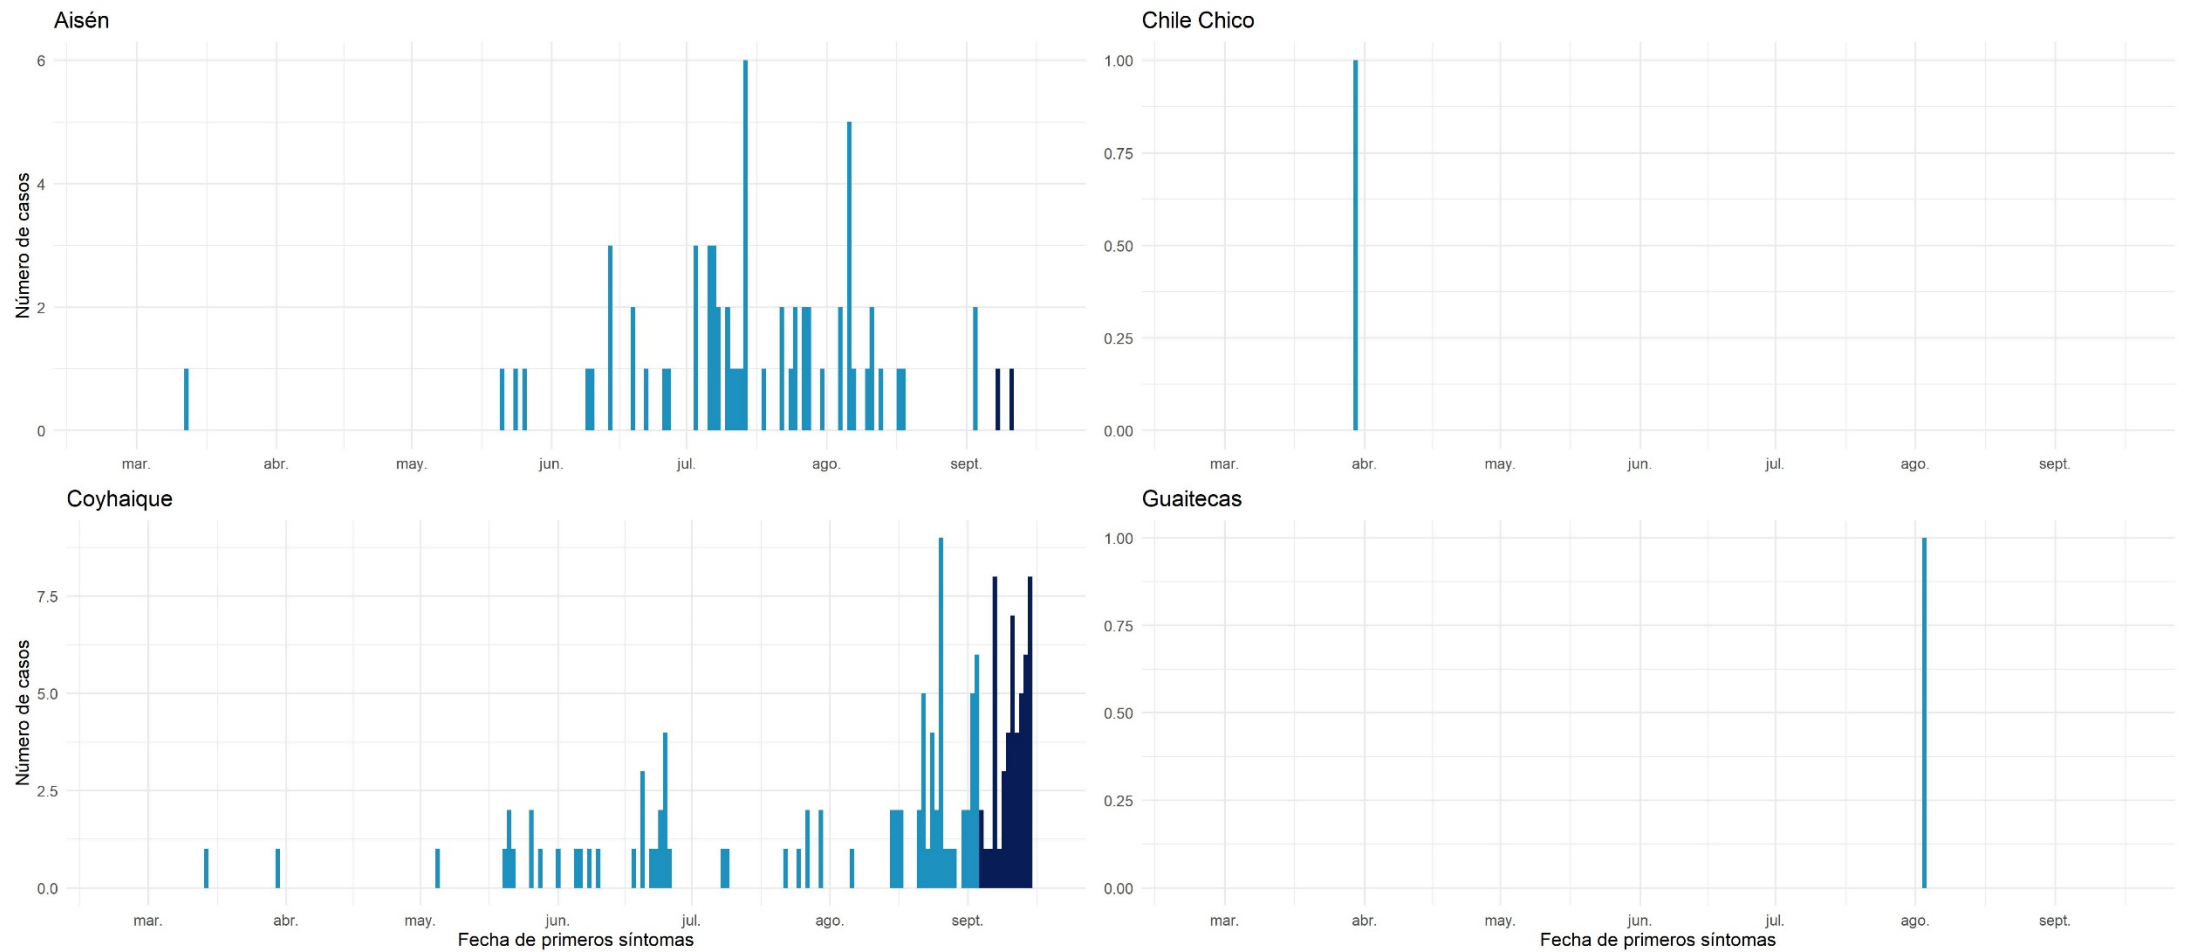 Aisén
Número de casos
6
4
2
0
mar. abr. may. jun. jul. ago. sept.
Chile Chico
1.00
0.75
0.50
0.25
0.00
mar. abr. may. jun. jul. ago. sept.
Coyhaique
Número de casos
7.5
5.0
2.5
0.0
mar. abr. may. jun. jul. ago. sept.
Fecha de primeros síntomas
Guaitecas
1.00
0.75
0.50
0.25
0.00
mar. abr. may. jun. jul. ago. sept.
Fecha de primeros síntomas